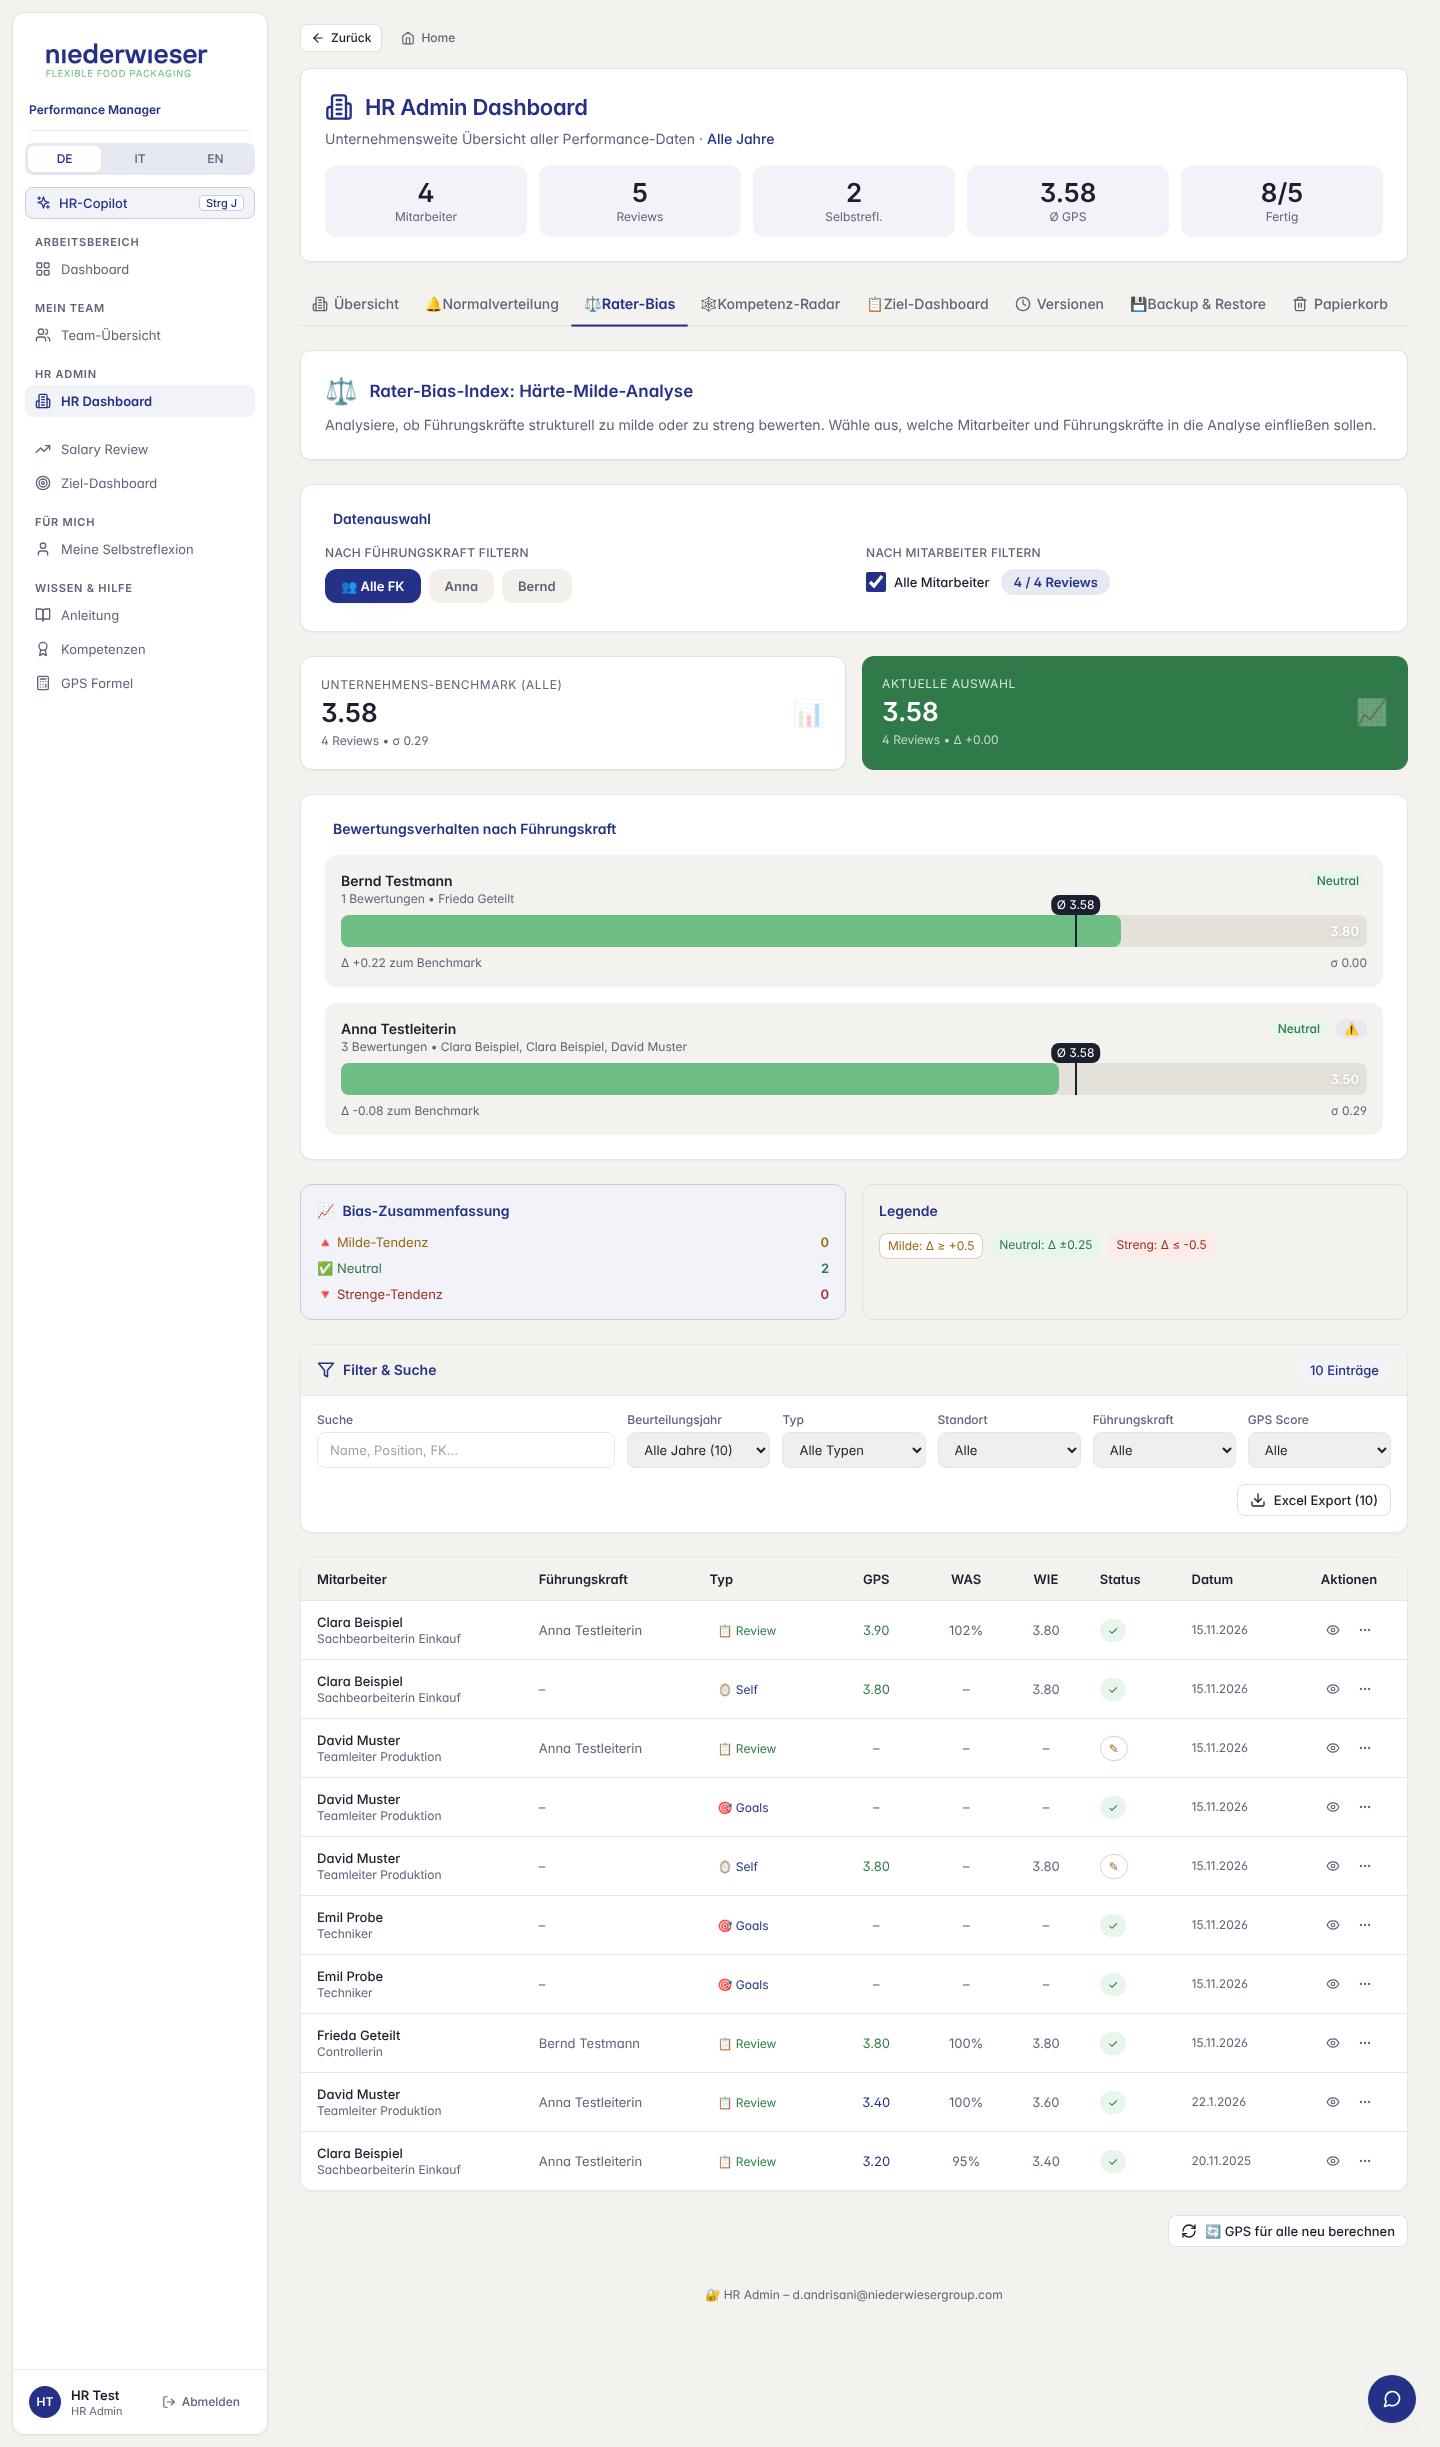 niederwieser
FLEXIBLE FOOD PACKAGING
Performance Manager
DE IT EN
HR-Copilot Strg J
ARBEITSBEREICH
Dashboard
MEIN TEAM
Team-Übersicht
HR ADMIN
HR Dashboard
Salary Review
Ziel-Dashboard
FÜR MICH
Meine Selbstreflexion
WISSEN & HILFE
Anleitung
Kompetenzen
GPS Formel
HT HR Test
HR Admin
Abmelden
Zurück Home
HR Admin Dashboard
Unternehmensweite Übersicht aller Performance-Daten · Alle Jahre
4 5 2 3.58 8/5
Mitarbeiter Reviews Selbstrefl. Ø GPS Fertig
Übersicht 🔔Normalverteilung ⚖️Rater-Bias 🕸️Kompetenz-Radar 📋Ziel-Dashboard Versionen 💾Backup & Restore Papierkorb
⚖️ Rater-Bias-Index: Härte-Milde-Analyse
Analysiere, ob Führungskräfte strukturell zu milde oder zu streng bewerten. Wähle aus, welche Mitarbeiter und Führungskräfte in die Analyse einfließen sollen.
Datenauswahl
NACH FÜHRUNGSKRAFT FILTERN
👥 Alle FK Anna Bernd
NACH MITARBEITER FILTERN
Alle Mitarbeiter 4 / 4 Reviews
UNTERNEHMENS-BENCHMARK (ALLE)
3.58
4 Reviews • σ 0.29
AKTUELLE AUSWAHL
3.58
4 Reviews • Δ +0.00
Bewertungsverhalten nach Führungskraft
Bernd Testmann Neutral
1 Bewertungen • Frieda Geteilt
Ø 3.58
3.80
Δ +0.22 zum Benchmark σ 0.00
Anna Testleiterin Neutral ⚠️
3 Bewertungen • Clara Beispiel, Clara Beispiel, David Muster
Ø 3.58
3.50
Δ -0.08 zum Benchmark σ 0.29
📈 Bias-Zusammenfassung
🔺 Milde-Tendenz 0
✅ Neutral 2
🔻 Strenge-Tendenz 0
Legende
Milde: Δ ≥ +0.5 Neutral: Δ ±0.25 Streng: Δ ≤ -0.5
Filter & Suche 10 Einträge
Suche Beurteilungsjahr Typ Standort Führungskraft GPS Score
Name, Position, FK... Alle Jahre (10) Alle Typen Alle Alle Alle
Excel Export (10)
Mitarbeiter Führungskraft Typ GPS WAS WIE Status Datum Aktionen
Clara Beispiel
Sachbearbeiterin Einkauf
Anna Testleiterin 📋 Review 3.90 102% 3.80 ✓ 15.11.2026 ···
Clara Beispiel
Sachbearbeiterin Einkauf
– 🪞 Self 3.80 – 3.80 ✓ 15.11.2026 ···
David Muster
Teamleiter Produktion
Anna Testleiterin 📋 Review – – – ✎ 15.11.2026 ···
David Muster
Teamleiter Produktion
– 🎯 Goals – – – ✓ 15.11.2026 ···
David Muster
Teamleiter Produktion
– 🪞 Self 3.80 – 3.80 ✎ 15.11.2026 ···
Emil Probe
Techniker
– 🎯 Goals – – – ✓ 15.11.2026 ···
Emil Probe
Techniker
– 🎯 Goals – – – ✓ 15.11.2026 ···
Frieda Geteilt
Controllerin
Bernd Testmann 📋 Review 3.80 100% 3.80 ✓ 15.11.2026 ···
David Muster
Teamleiter Produktion
Anna Testleiterin 📋 Review 3.40 100% 3.60 ✓ 22.1.2026 ···
Clara Beispiel
Sachbearbeiterin Einkauf
Anna Testleiterin 📋 Review 3.20 95% 3.40 ✓ 20.11.2025 ···
🔄 GPS für alle neu berechnen
🔐 HR Admin – d.andrisani@niederwiesergroup.com